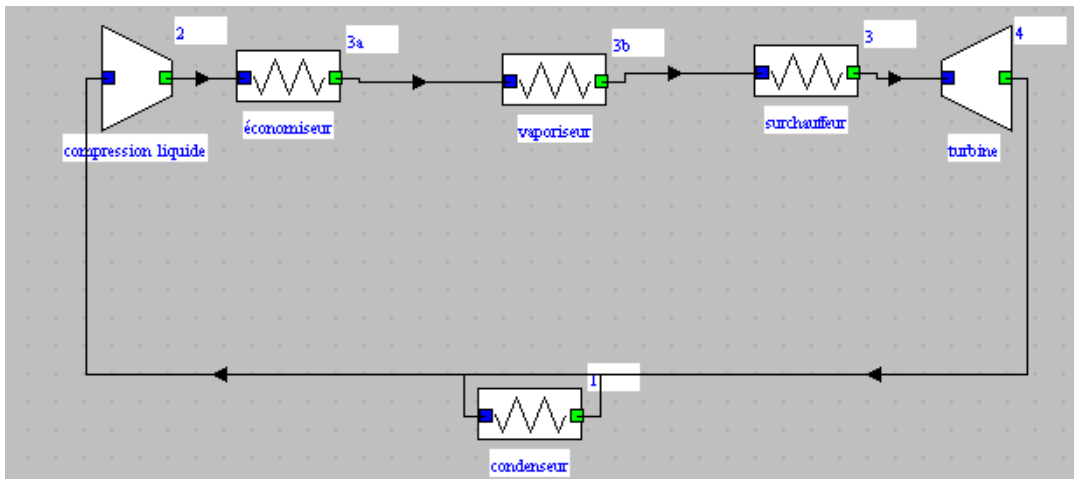 2
3a
3b
3
4
économiseur
vaporiseur
surchauffeur
compression liquide
turbine
1
condenseur